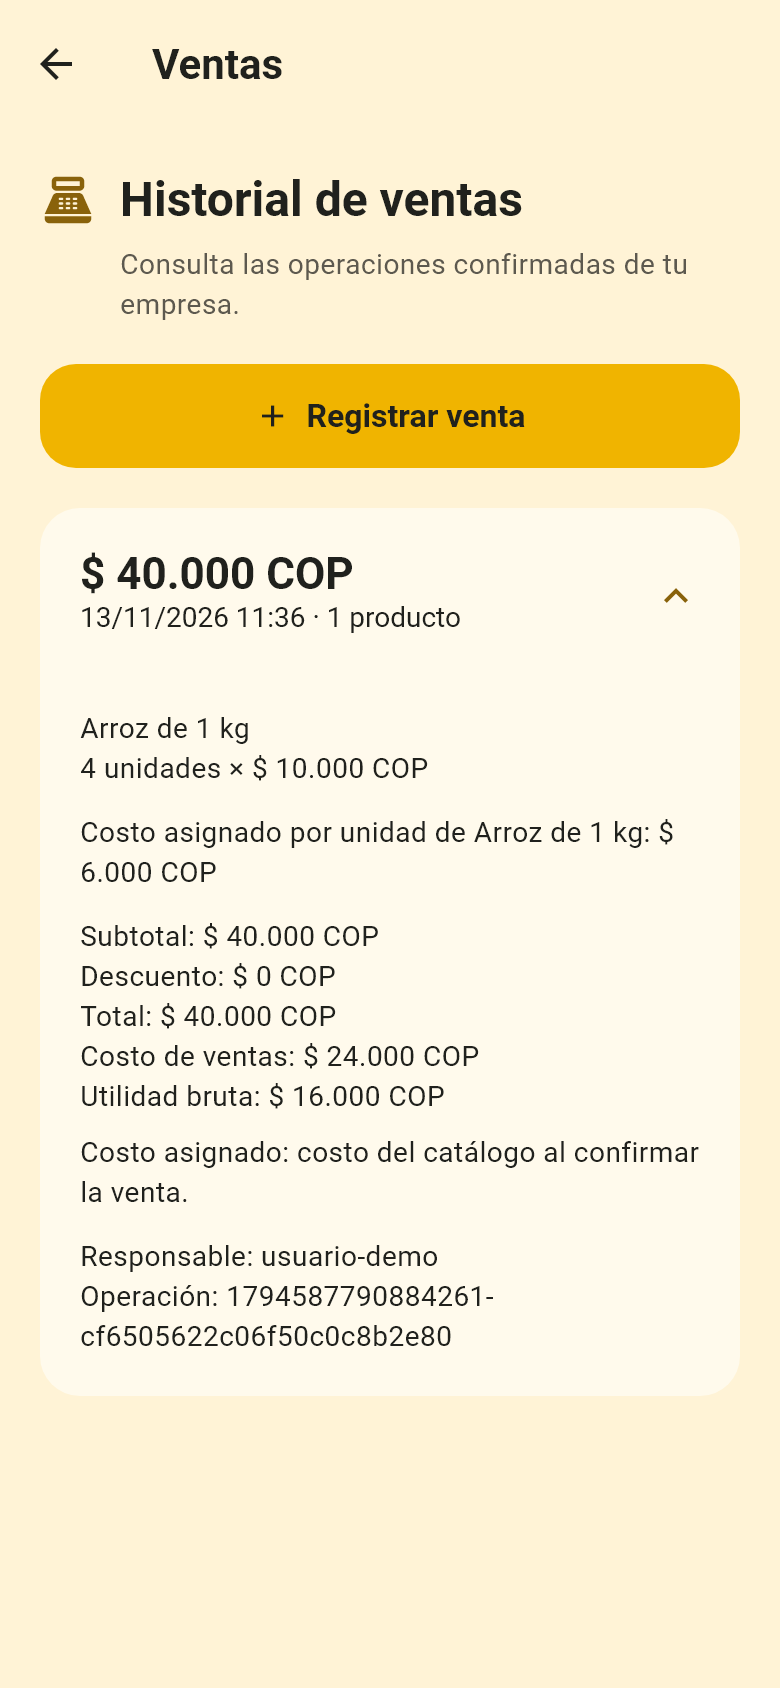 Ventas
Historial de ventas
Consulta las operaciones confirmadas de tu
empresa.
+ Registrar venta
$ 40.000 COP
13/11/2026 11:36 · 1 producto
Arroz de 1 kg
4 unidades × $ 10.000 COP
Costo asignado por unidad de Arroz de 1 kg: $
6.000 COP
Subtotal: $ 40.000 COP
Descuento: $ 0 COP
Total: $ 40.000 COP
Costo de ventas: $ 24.000 COP
Utilidad bruta: $ 16.000 COP
Costo asignado: costo del catálogo al confirmar
la venta.
Responsable: usuario-demo
Operación: 1794587790884261-
cf6505622c06f50c0c8b2e80